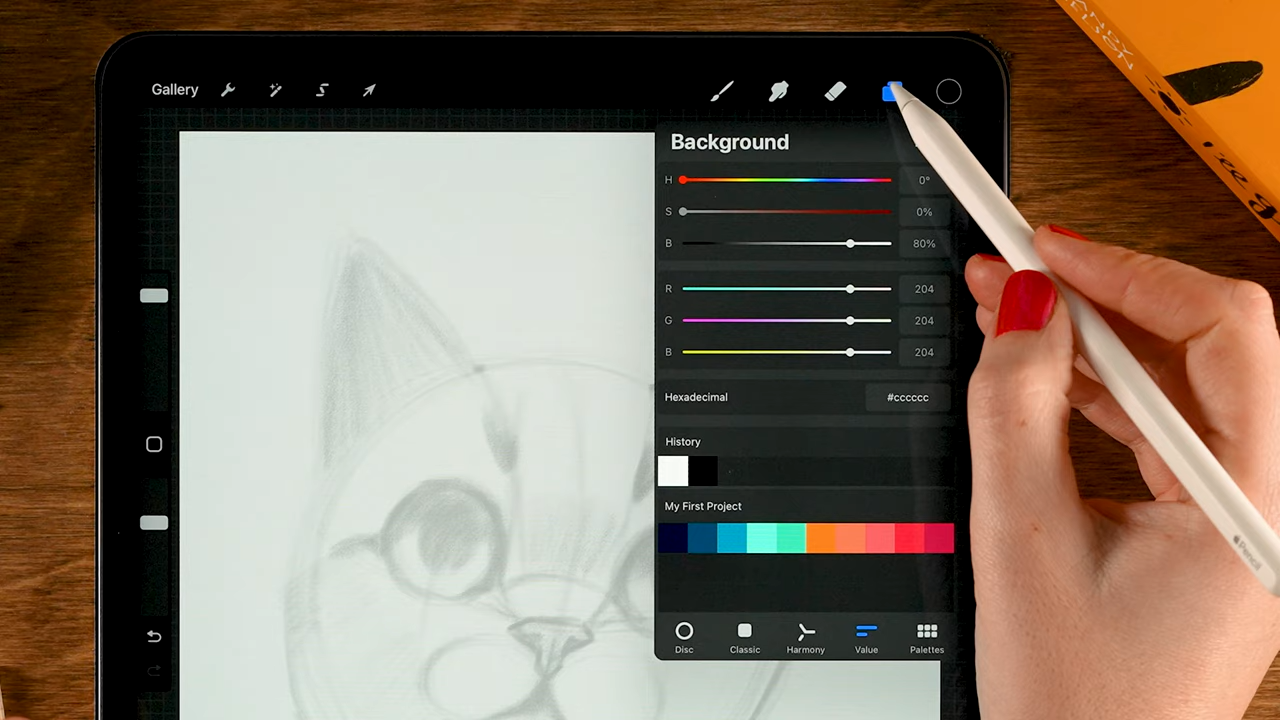 Gallery
Background
H 0°
S 0%
B 80%
R 204
G 204
B 204
Hexadecimal #cccccc
History
My First Project
Disc Classic Harmony Value Palettes
Pencil